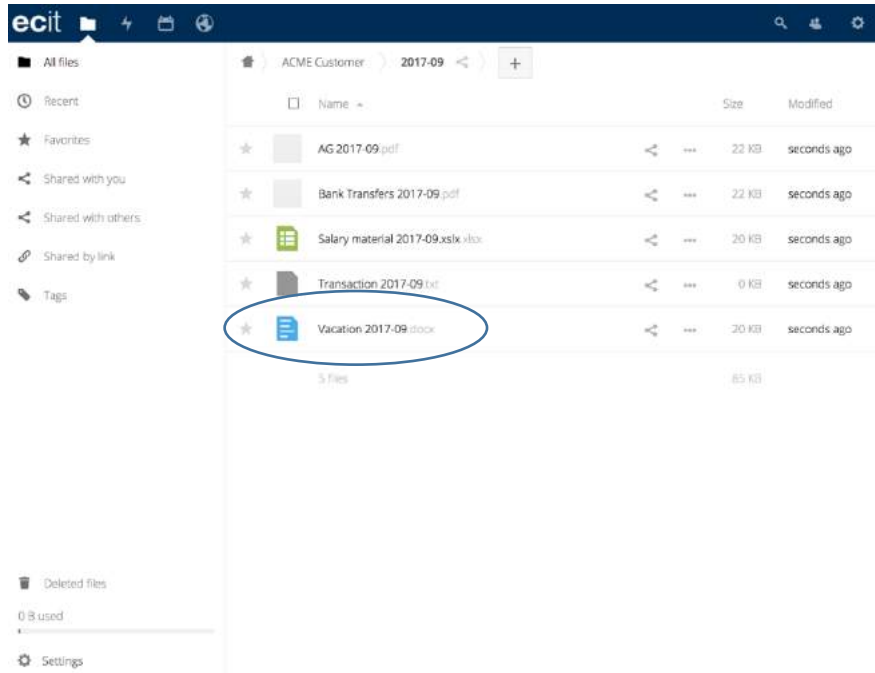 ecit
All files
Recent
Favorites
Shared with you
Shared with others
Shared by link
Tags
Deleted files
0 B used
Settings
ACME Customer 2017-09 +
Name Size Modified
AG 2017-09.pdf 22 KB seconds ago
Bank Transfers 2017-09.pdf 22 KB seconds ago
Salary material 2017-09.xslx.xlsx 20 KB seconds ago
Transaction 2017-09.txt 0 KB seconds ago
Vacation 2017-09.docx 20 KB seconds ago
5 files 65 KB